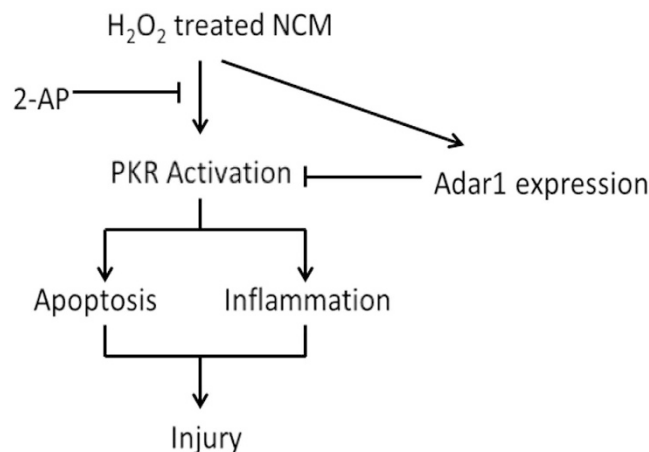 H₂O₂ treated NCM
2-AP
PKR Activation
Adar1 expression
Apoptosis
Inflammation
Injury